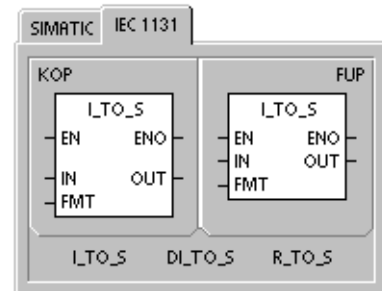 SIMATIC IEC 1131
KOP FUP
I_TO_S I_TO_S
EN ENO EN ENO
IN OUT IN OUT
FMT FMT
I_TO_S DI_TO_S R_TO_S